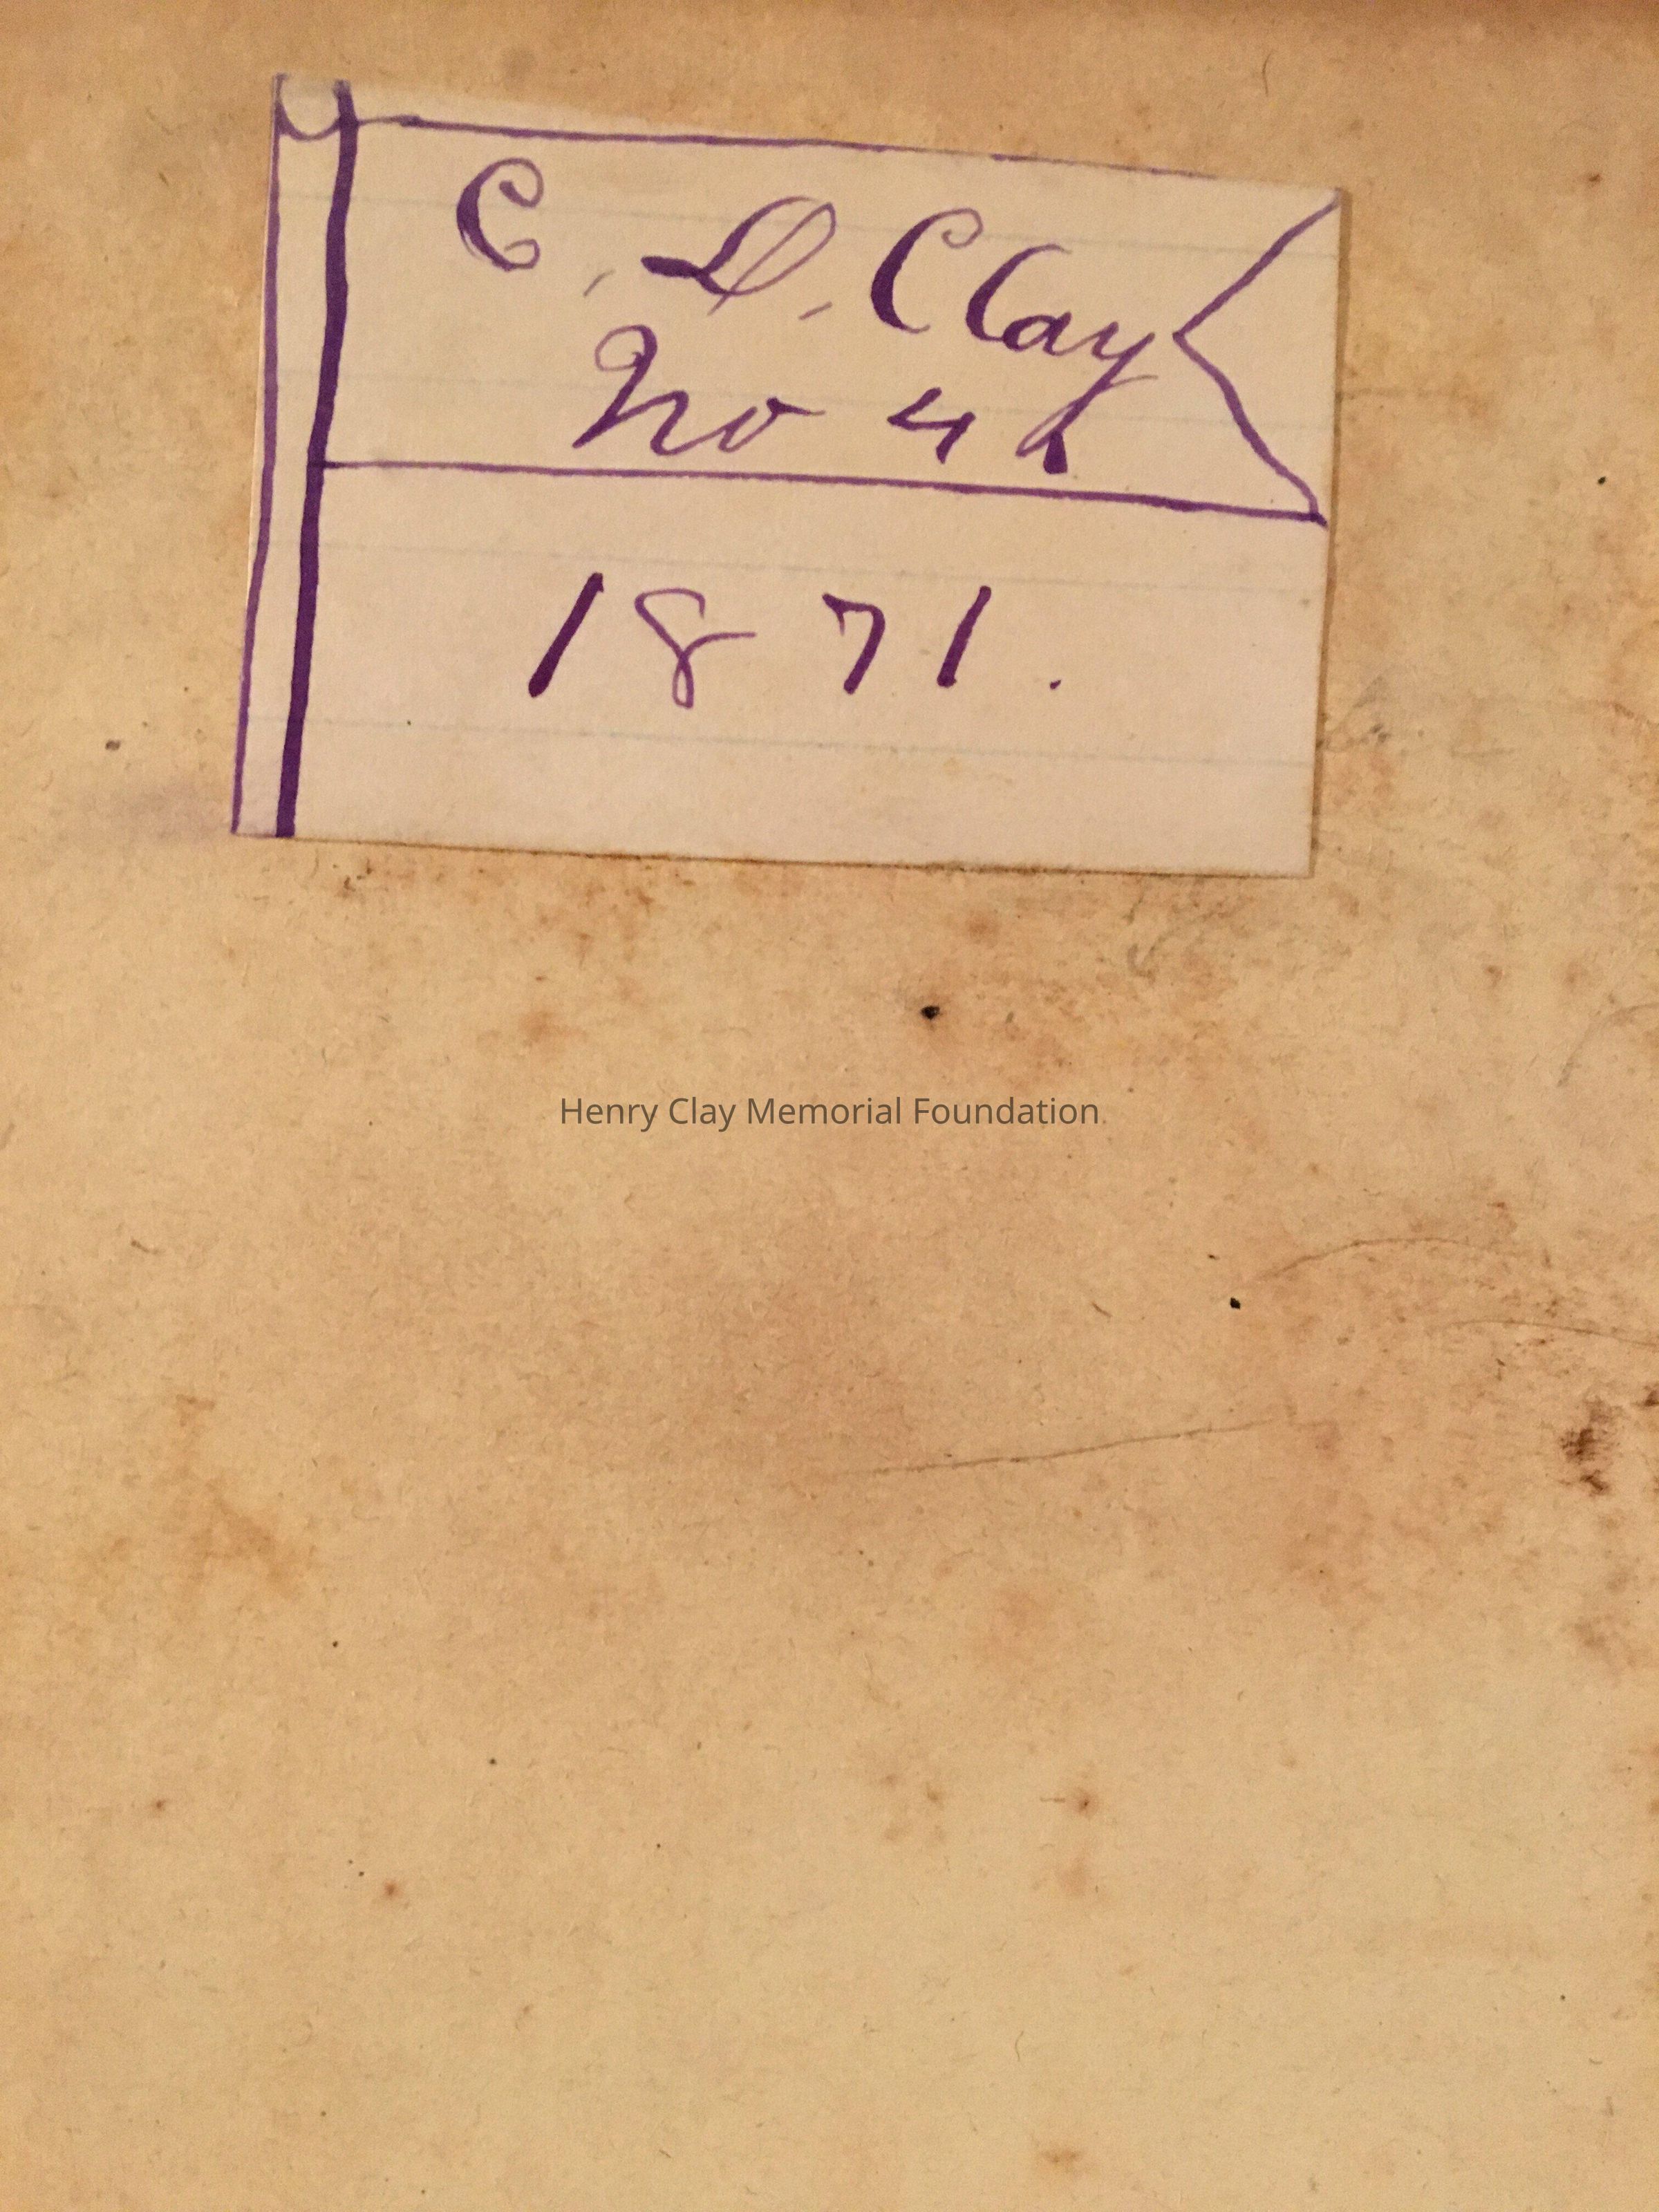 C. D. Clay
No 4
1871.
Henry Clay Memorial Foundation